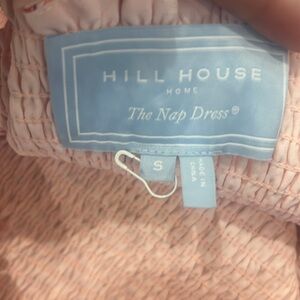 HILL HOUSE
HOME
The Nap Dress®
S
MADE IN
CHINA